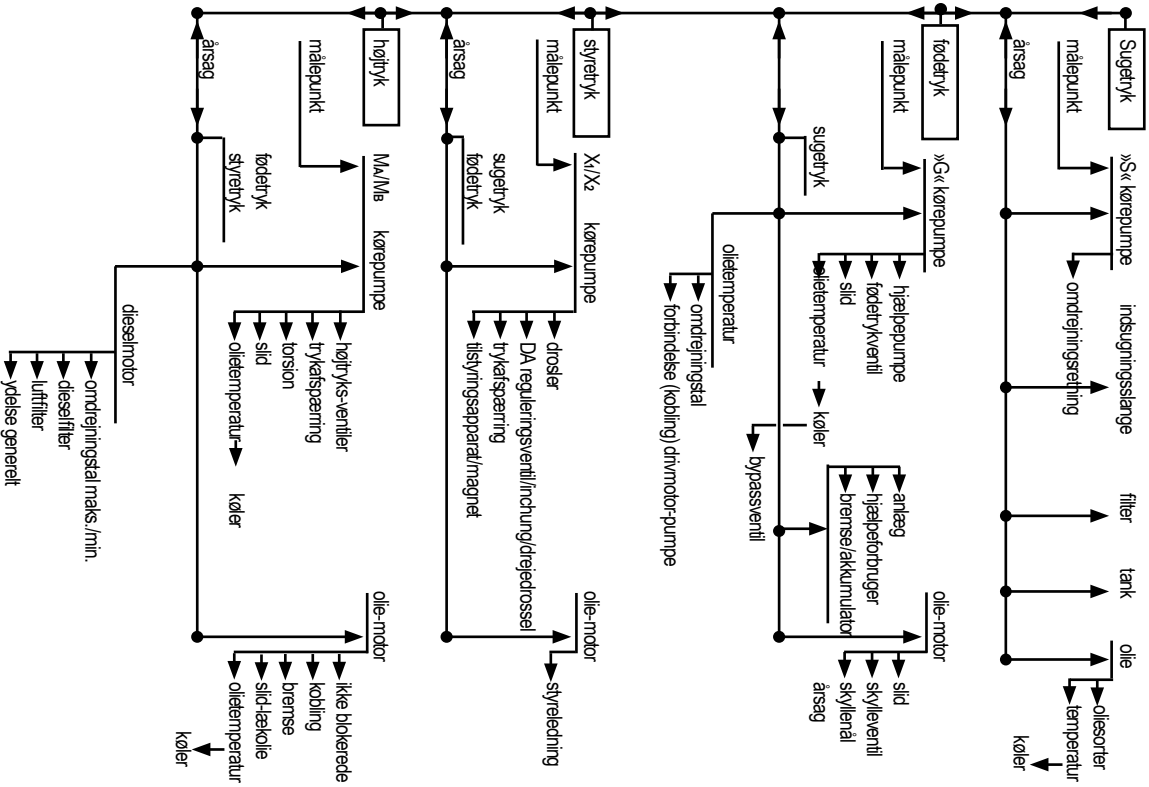 Sugetryk
målepunkt
årsag
»S« kørepumpe
omdrejningsretning
indsugningsslange
filter
tank
olie
oliesorter
temperatur
køler
fødetryk
målepunkt
sugetryk
»G« kørepumpe
hjælpepumpe
fødetrykventil
slid
olietemperatur
køler
bypassventil
olietemperatur
omdrejningstal
forbindelse (kobling) drivmotor-pumpe
anlæg
hjælpeforbruger
bremse/akkumulator
olie-motor
slid
skylleventil
skyllenål
årsag
styretryk
målepunkt
årsag
X1/X2
kørepumpe
sugetryk
fødetryk
drosler
DA reguleringsventil/inchung/drejedrossel
trykafspærring
tilstyringsapparat/magnet
olie-motor
styreledning
højtryk
målepunkt
årsag
MA/MB
kørepumpe
fødetryk
styretryk
højtryks-ventiler
trykafspærring
torsion
slid
olietemperatur
køler
dieselmotor
omdrejningstal maks./min.
dieselfilter
luftfilter
ydelse generelt
olie-motor
ikke blokerede
kobling
bremse
slid-lækolie
olietemperatur
køler